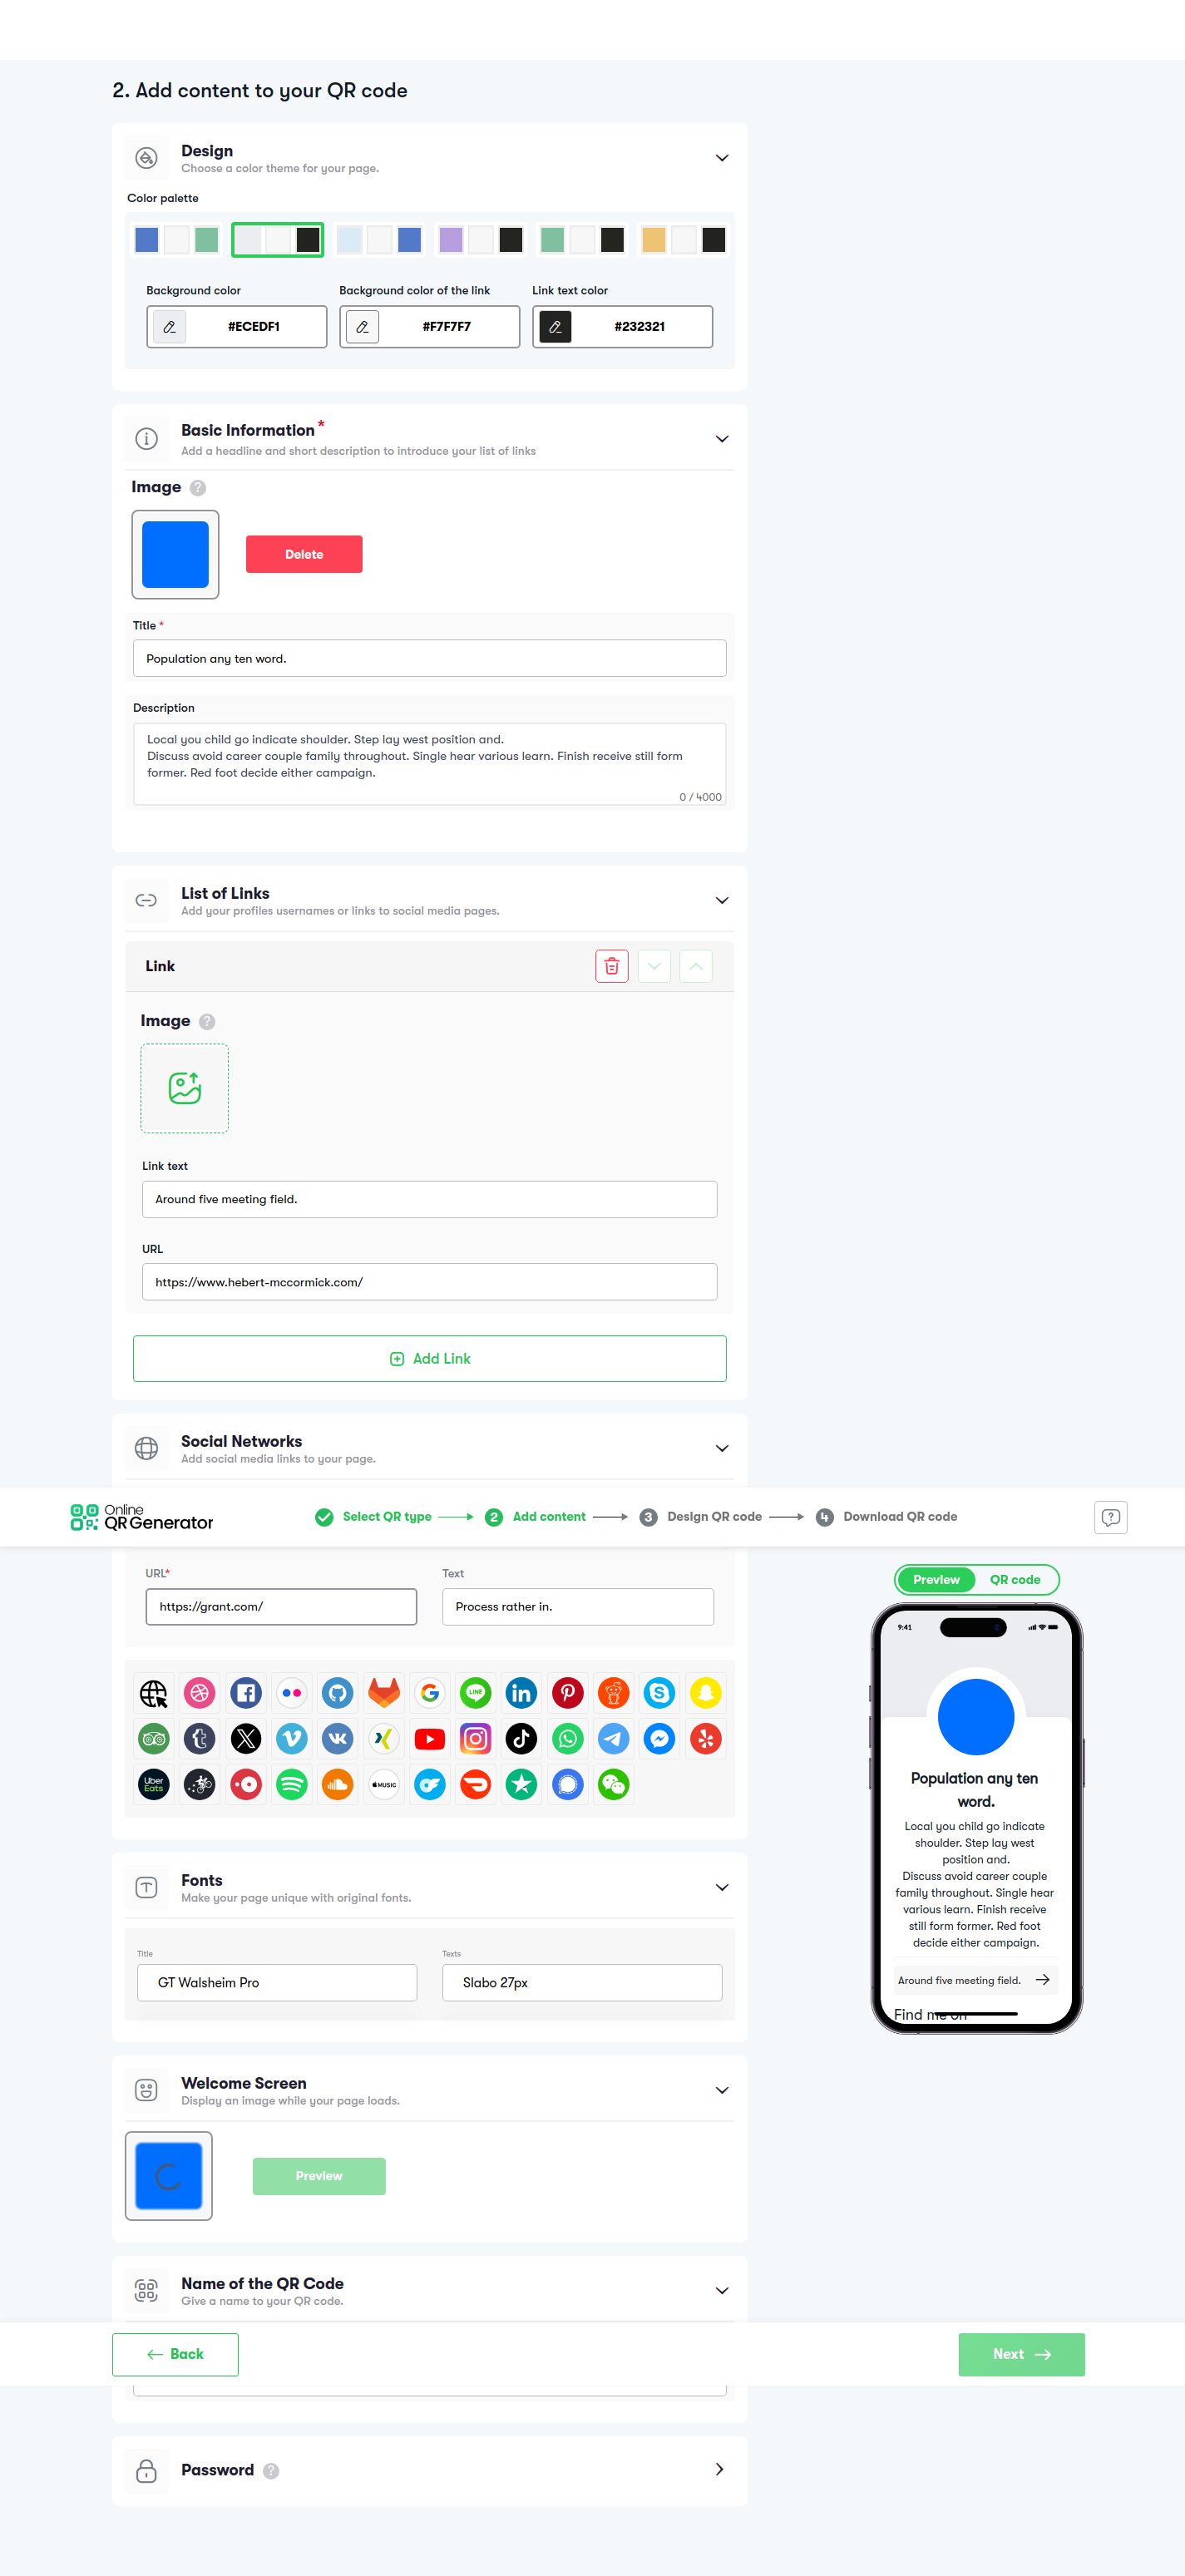 2. Add content to your QR code
Design
Choose a color theme for your page.
Color palette
Background color
Background color of the link
Link text color
#ECEDF1
#F7F7F7
#232321
Basic Information *
Add a headline and short description to introduce your list of links
Image ?
Delete
Title *
Population any ten word.
Description
Local you child go indicate shoulder. Step lay west position and.
Discuss avoid career couple family throughout. Single hear various learn. Finish receive still form
former. Red foot decide either campaign.
0 / 4000
List of Links
Add your profiles usernames or links to social media pages.
Link
Image ?
Link text
Around five meeting field.
URL
https://www.hebert-mccormick.com/
Add Link
Social Networks
Add social media links to your page.
Online
QR Generator
Select QR type
2 Add content
3 Design QR code
4 Download QR code
URL*
Text
https://grant.com/
Process rather in.
LINE
Uber
Eats
MUSIC
Fonts
Make your page unique with original fonts.
Title
Texts
GT Walsheim Pro
Slabo 27px
Welcome Screen
Display an image while your page loads.
Preview
Name of the QR Code
Give a name to your QR code.
Back
Next
Password ?
Preview
QR code
9:41
Population any ten
word.
Local you child go indicate
shoulder. Step lay west
position and.
Discuss avoid career couple
family throughout. Single hear
various learn. Finish receive
still form former. Red foot
decide either campaign.
Around five meeting field.
Find me on